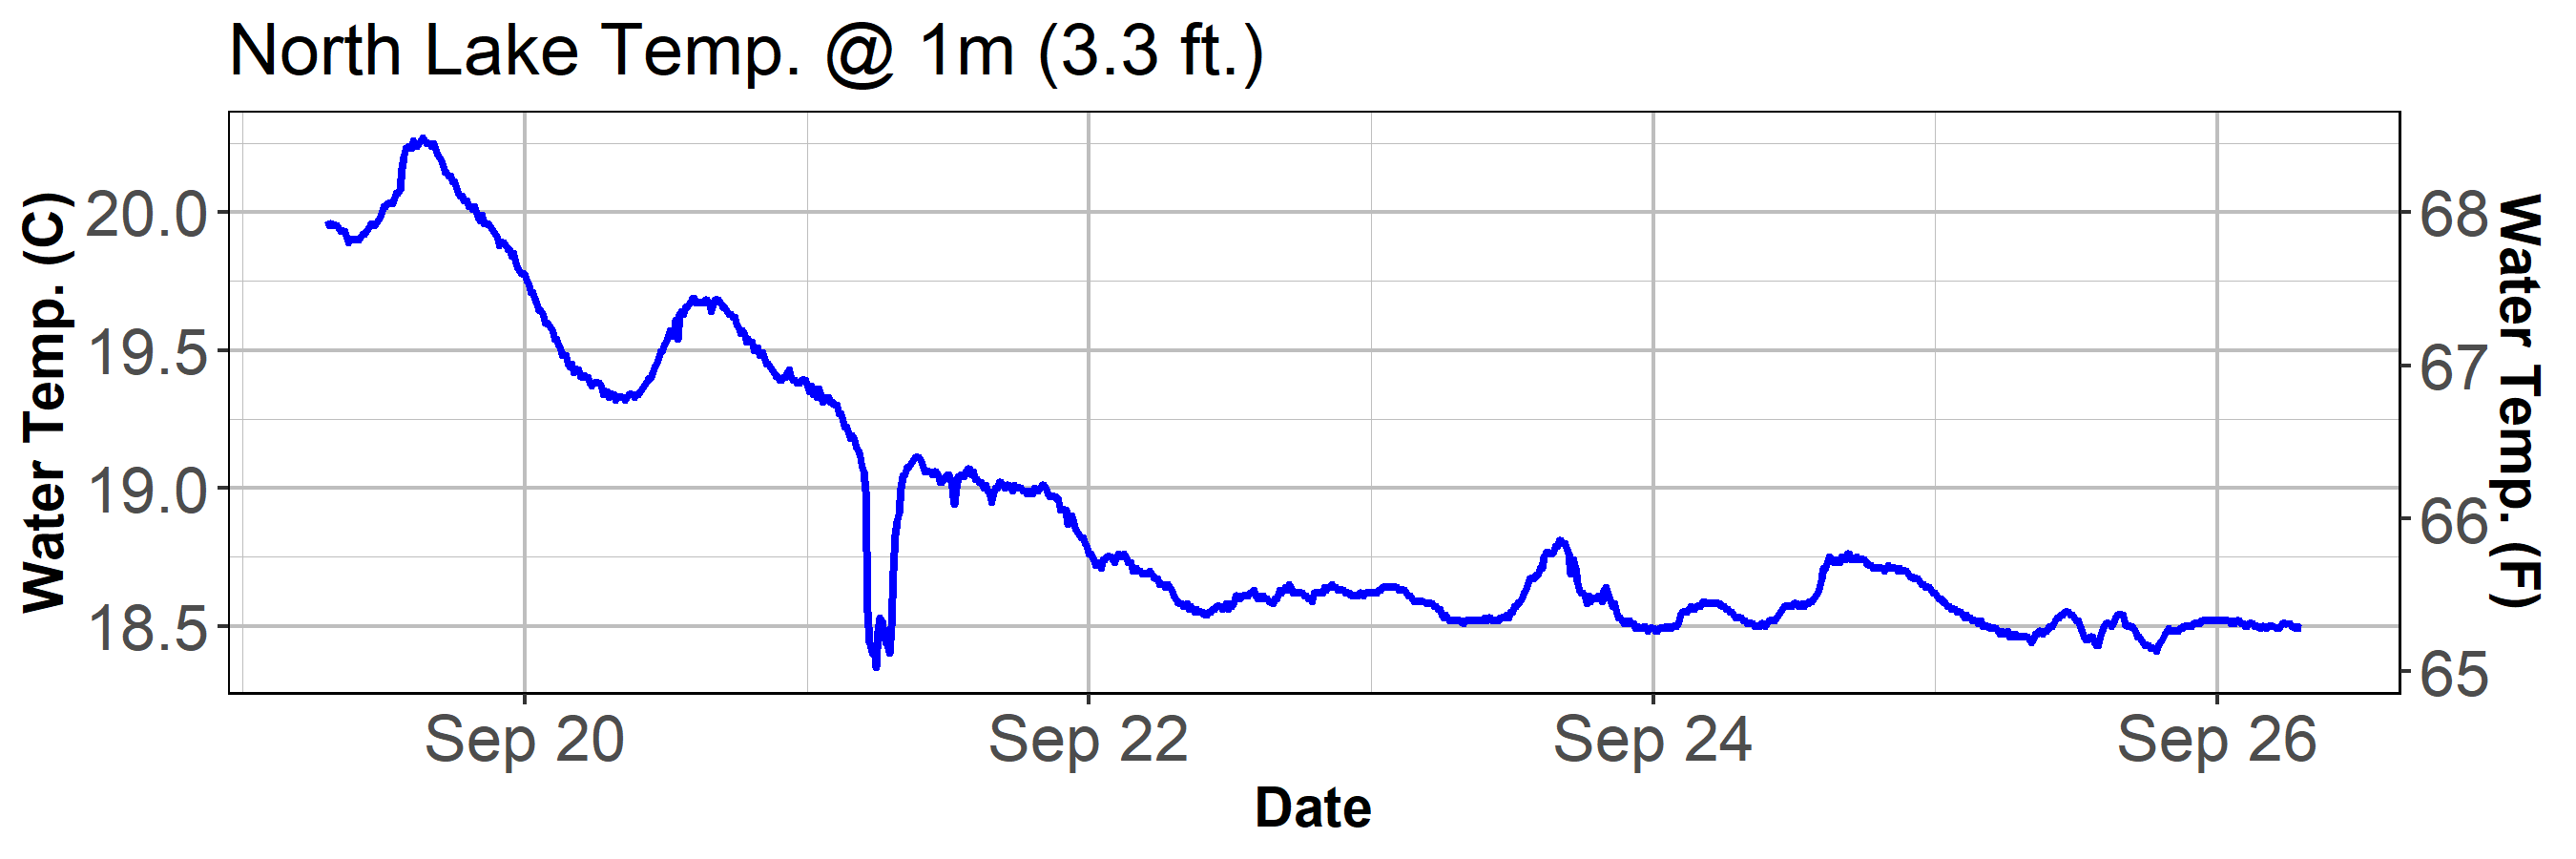 North Lake Temp. @ 1m (3.3 ft.)
Water Temp. (C)
20.0
19.5
19.0
18.5
68
67
66
65
Water Temp. (F)
Sep 20 Sep 22 Sep 24 Sep 26
Date